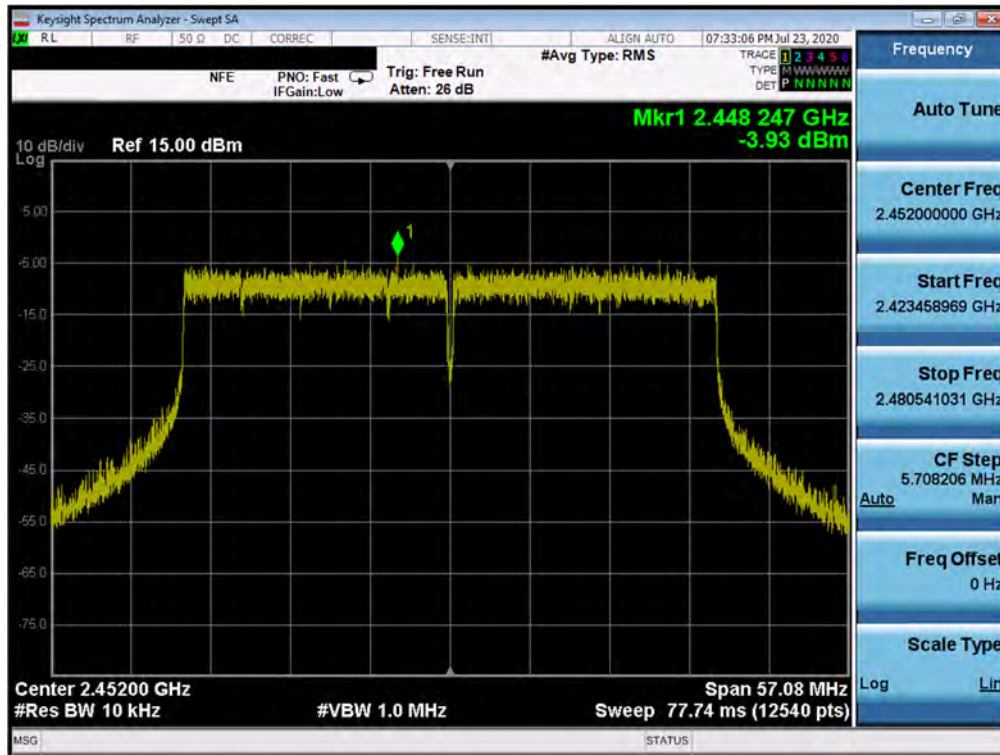 Keysight Spectrum Analyzer - Swept SA
RL RF 50 Ω DC CORREC SENSE:INT ALIGN AUTO 07:33:06 PM Jul 23, 2020
NFE PNO: Fast Trig: Free Run #Avg Type: RMS TRACE 1 2 3 4 5 6
IFGain:Low Atten: 26 dB TYPE M WWWWW
DET P N N N N N
Mkr1 2.448 247 GHz
-3.93 dBm
10 dB/div Ref 15.00 dBm
Log
1
5.00
-5.00
-15.0
-25.0
-35.0
-45.0
-55.0
-65.0
-75.0
Center 2.45200 GHz Span 57.08 MHz
#Res BW 10 kHz #VBW 1.0 MHz Sweep 77.74 ms (12540 pts)
MSG STATUS
Frequency
Auto Tune
Center Freq
2.452000000 GHz
Start Freq
2.423458969 GHz
Stop Freq
2.480541031 GHz
CF Step
5.708206 MHz
Auto Man
Freq Offset
0 Hz
Scale Type
Log Lin